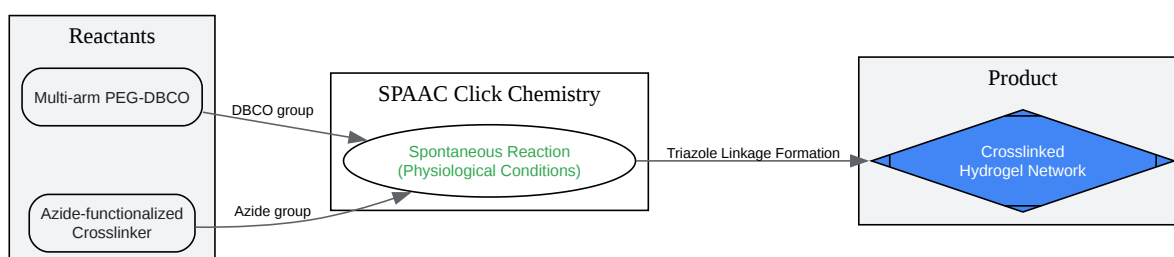 Reactants
Multi-arm PEG-DBCO
Azide-functionalized
Crosslinker
DBCO group
Azide group
SPAAC Click Chemistry
Spontaneous Reaction
(Physiological Conditions)
Triazole Linkage Formation
Product
Crosslinked
Hydrogel Network